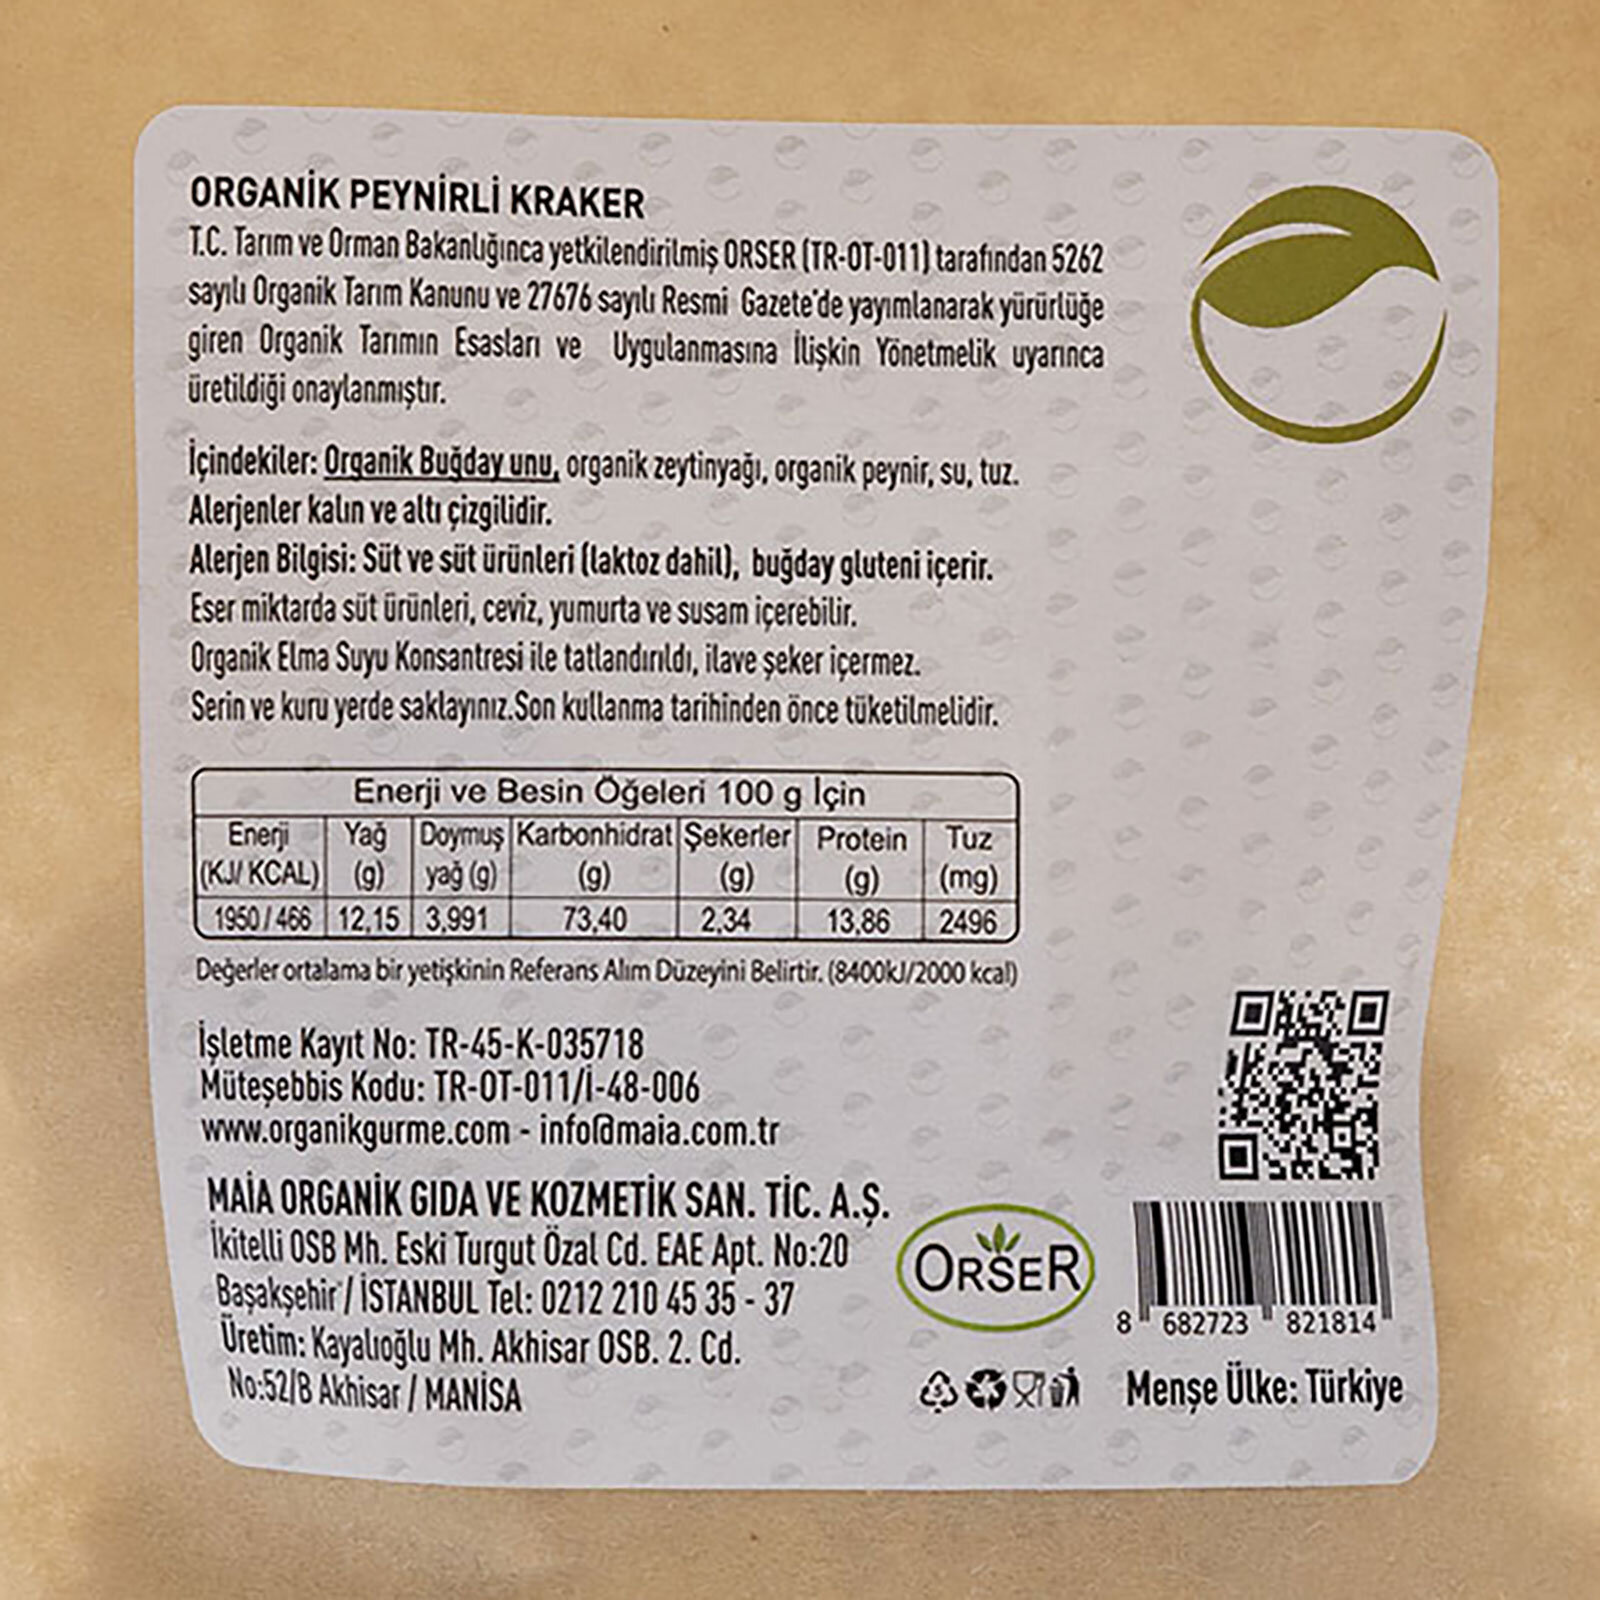 ORGANİK PEYNİRLİ KRAKER
T.C. Tarım ve Orman Bakanlığınca yetkilendirilmiş ORSER (TR-OT-011) tarafından 5262
sayılı Organik Tarım Kanunu ve 27676 sayılı Resmi Gazete'de yayımlanarak yürürlüğe
giren Organik Tarımın Esasları ve Uygulanmasına İlişkin Yönetmelik uyarınca
üretildiği onaylanmıştır.
İçindekiler: Organik Buğday unu, organik zeytinyağı, organik peynir, su, tuz.
Alerjenler kalın ve altı çizgilidir.
Alerjen Bilgisi: Süt ve süt ürünleri (laktoz dahil), buğday gluteni içerir.
Eser miktarda süt ürünleri, ceviz, yumurta ve susam içerebilir.
Organik Elma Suyu Konsantresi ile tatlandırıldı, ilave şeker içermez.
Serin ve kuru yerde saklayınız.Son kullanma tarihinden önce tüketilmelidir.
Enerji ve Besin Öğeleri 100 g İçin
Enerji Yağ Doymuş Karbonhidrat Şekerler Protein Tuz
(KJ/ KCAL) (g) yağ (g) (g) (g) (g) (mg)
1950 / 466 12,15 3,991 73,40 2,34 13,86 2496
Değerler ortalama bir yetişkinin Referans Alım Düzeyini Belirtir. (8400kJ/2000 kcal)
İşletme Kayıt No: TR-45-K-035718
Müteşebbis Kodu: TR-OT-011/İ-48-006
www.organikgurme.com - info@maia.com.tr
MAİA ORGANİK GIDA VE KOZMETİK SAN. TİC. A.Ş.
İkitelli OSB Mh. Eski Turgut Özal Cd. EAE Apt. No:20
Başakşehir / İSTANBUL Tel: 0212 210 45 35 - 37
Üretim: Kayalıoğlu Mh. Akhisar OSB. 2. Cd.
No:52/B Akhisar / MANİSA
ORSER
8 682723 821814
Menşe Ülke: Türkiye